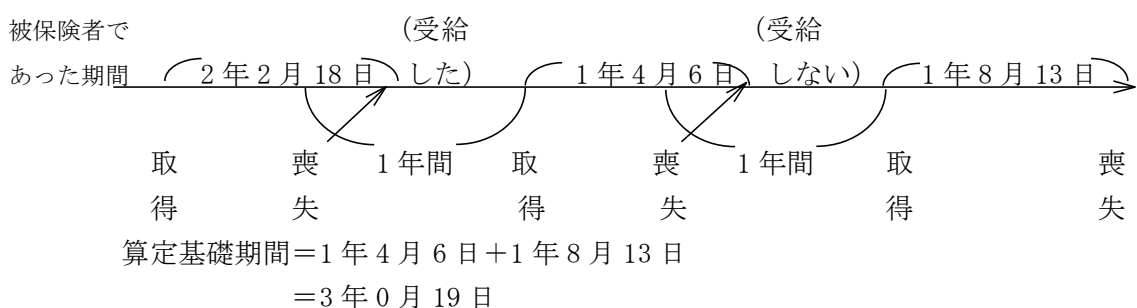 被保険者で (受給 (受給
あった期間 2年2月18日 した) 1年4月6日 しない) 1年8月13日
取 喪 1年間 取 喪 1年間 取 喪
得 失 得 失 得 失
算定基礎期間＝1年4月6日＋1年8月13日
＝3年0月19日